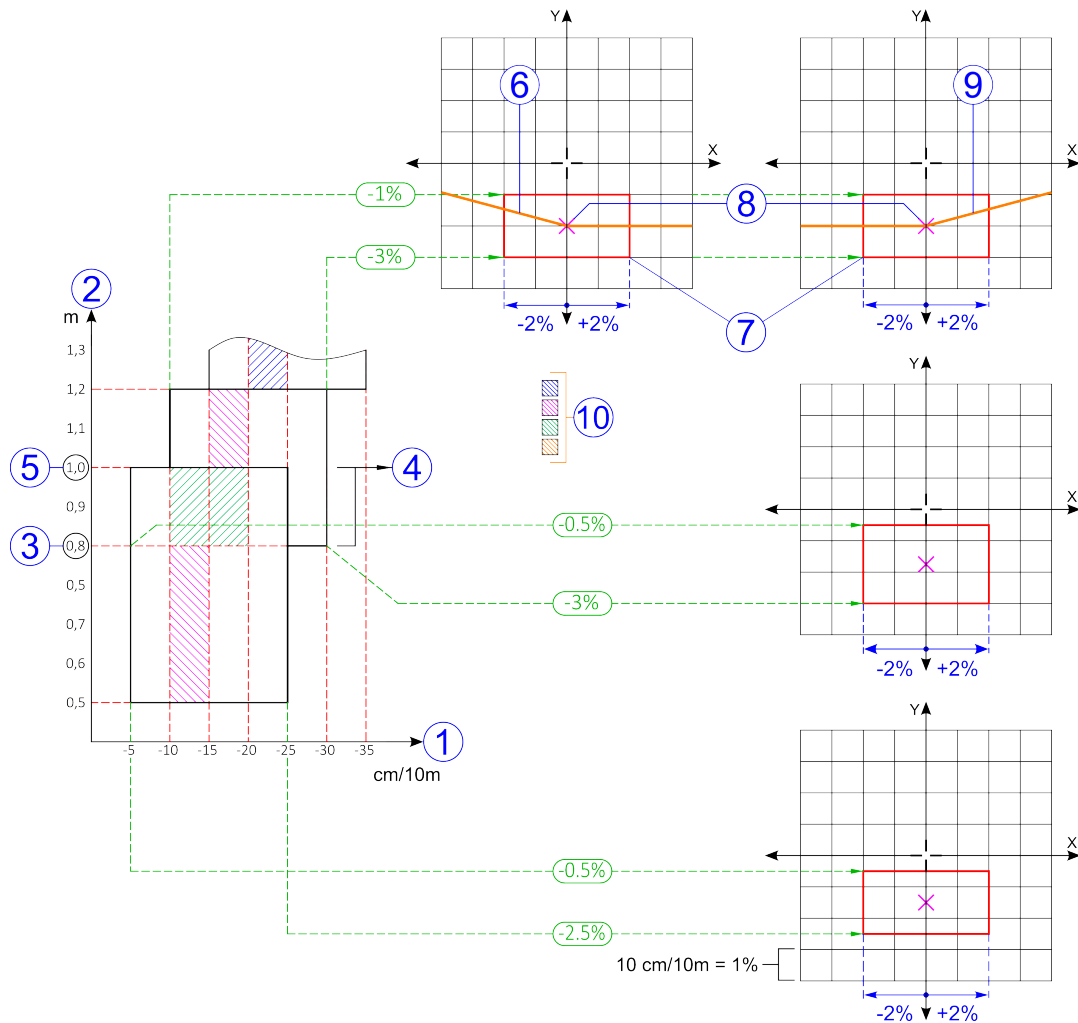 Y
Y
6
9
X
X
-1%
8
-3%
2
7
m
-2% +2%
-2% +2%
1,3
Y
1,2
10
1,1
5
1,0
4
0,9
X
-0.5%
3
0,8
0,5
-3%
0,7
0,6
-2% +2%
0,5
Y
1
-5 -10 -15 -20 -25 -30 -35
cm/10m
X
-0.5%
-2.5%
10 cm/10m = 1%
-2% +2%